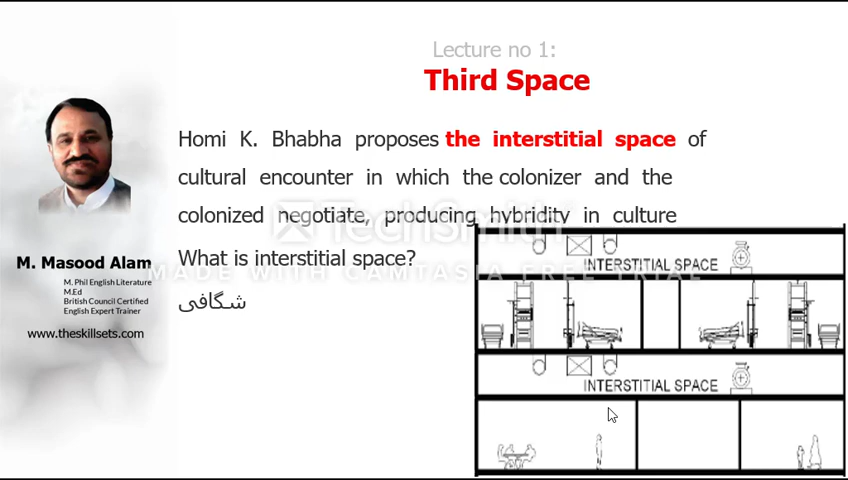 Lecture no 1:
Third Space
Homi K. Bhabha proposes the interstitial space of
cultural encounter in which the colonizer and the
colonized negotiate, producing hybridity in culture
What is interstitial space?
شگافی
M. Masood Alam
M. Phil English Literature
M.Ed
British Council Certified
English Expert Trainer
www.theskillsets.com
TechSmith
MADE WITH CAMTASIA FREE TRIAL
INTERSTITIAL SPACE
INTERSTITIAL SPACE